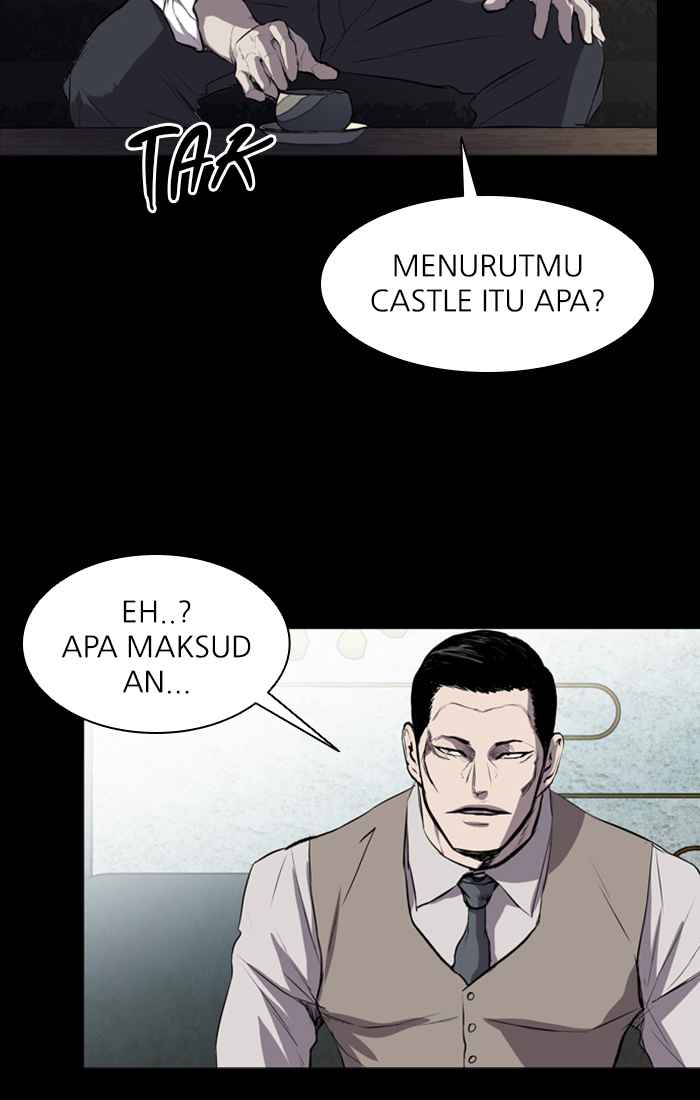 TAK
MENURUTMU
CASTLE ITU APA?
EH..?
APA MAKSUD
AN...